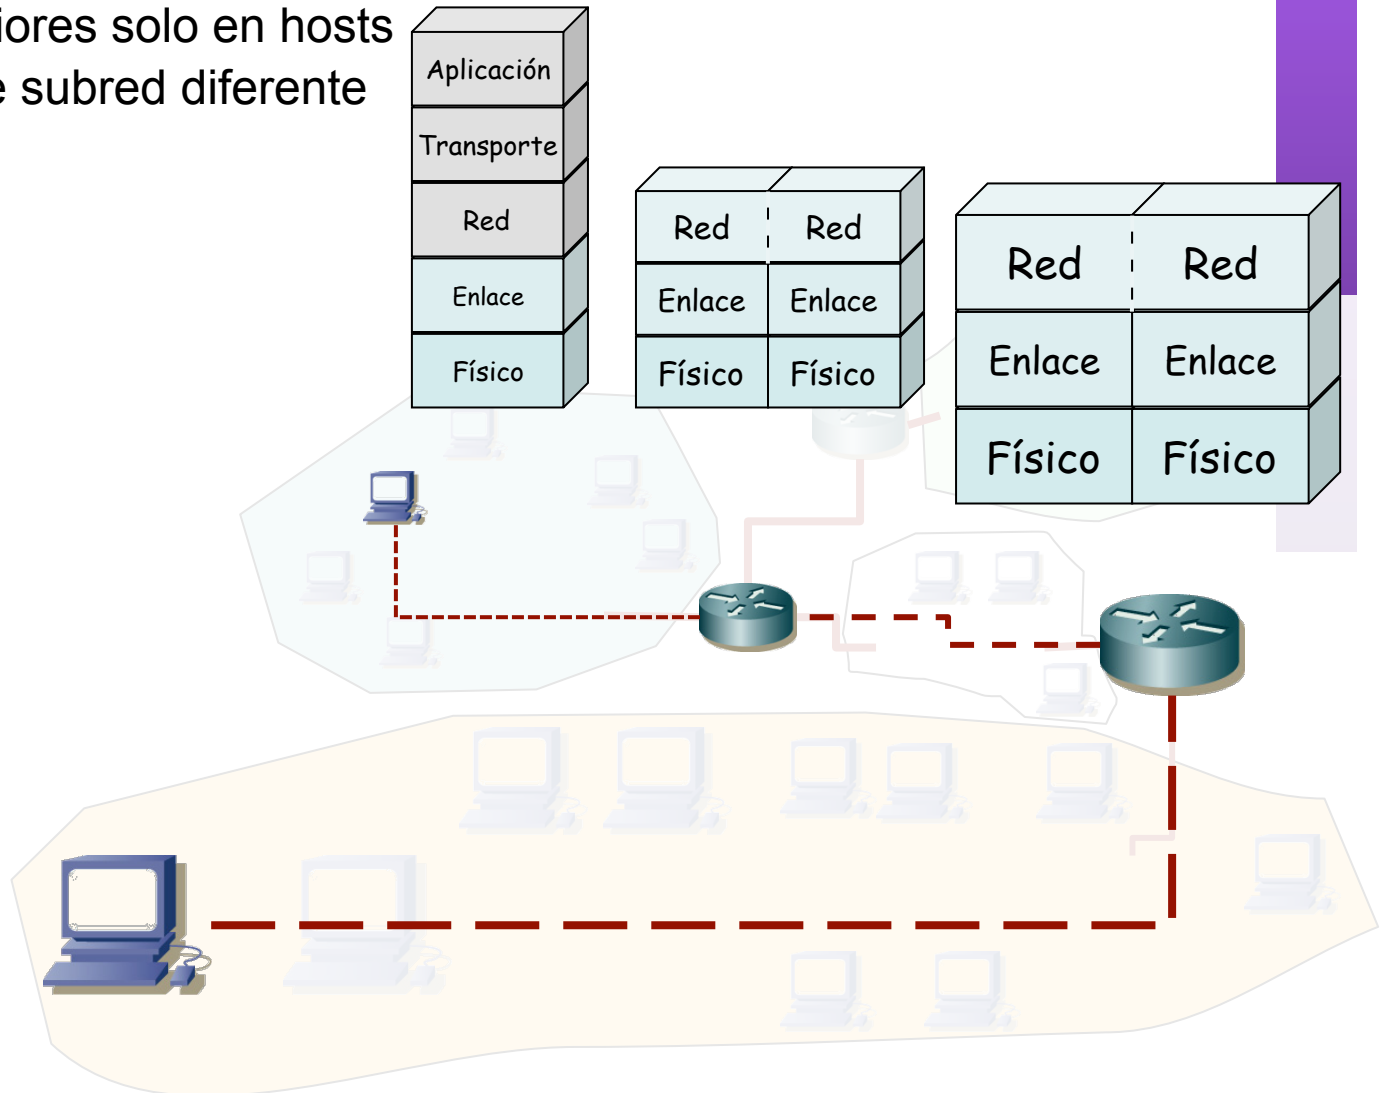 iores solo en hosts
e subred diferente
Aplicación
Transporte
Red
Enlace
Físico
Red Red
Enlace Enlace
Físico Físico
Red Red
Enlace Enlace
Físico Físico